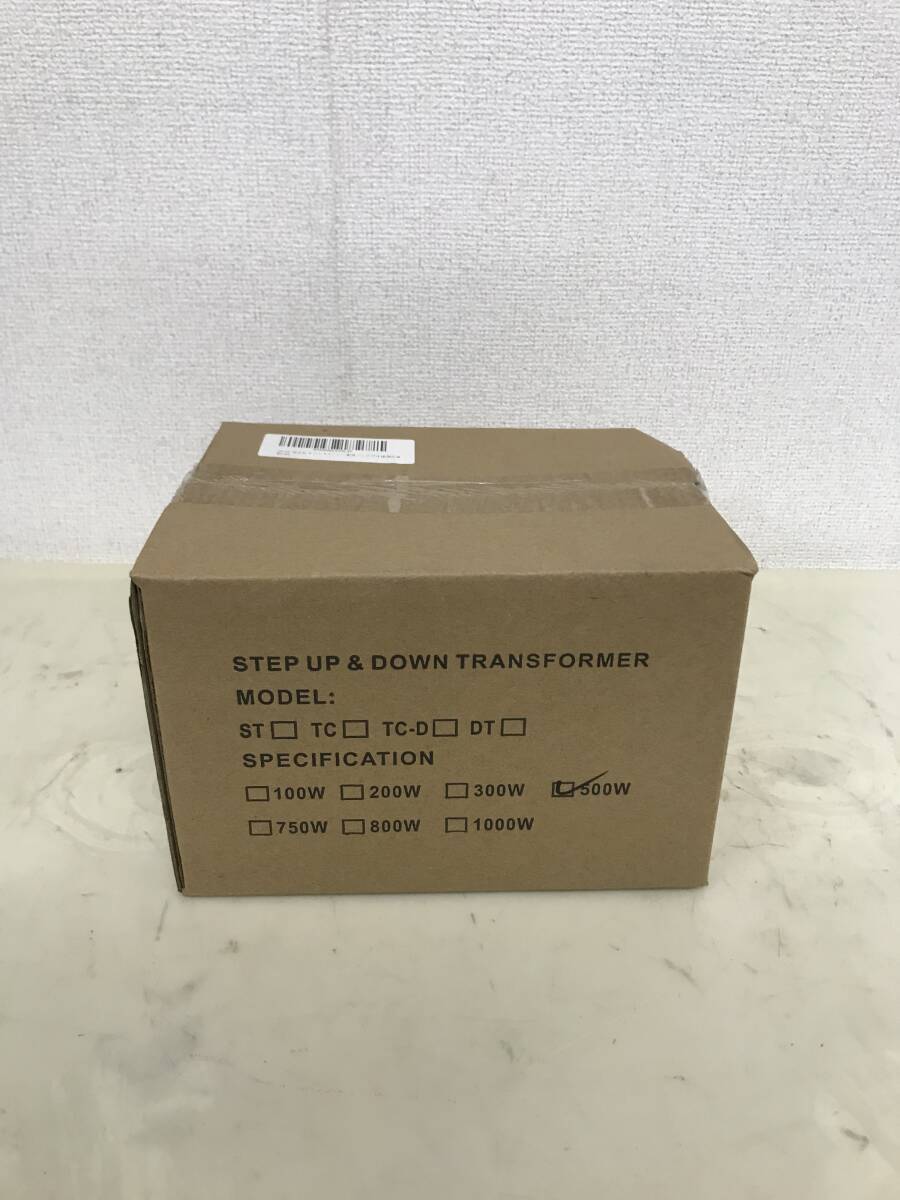 STEP UP & DOWN TRANSFORMER
MODEL:
ST TC TC-D DT
SPECIFICATION
100W 200W 300W 500W
750W 800W 1000W